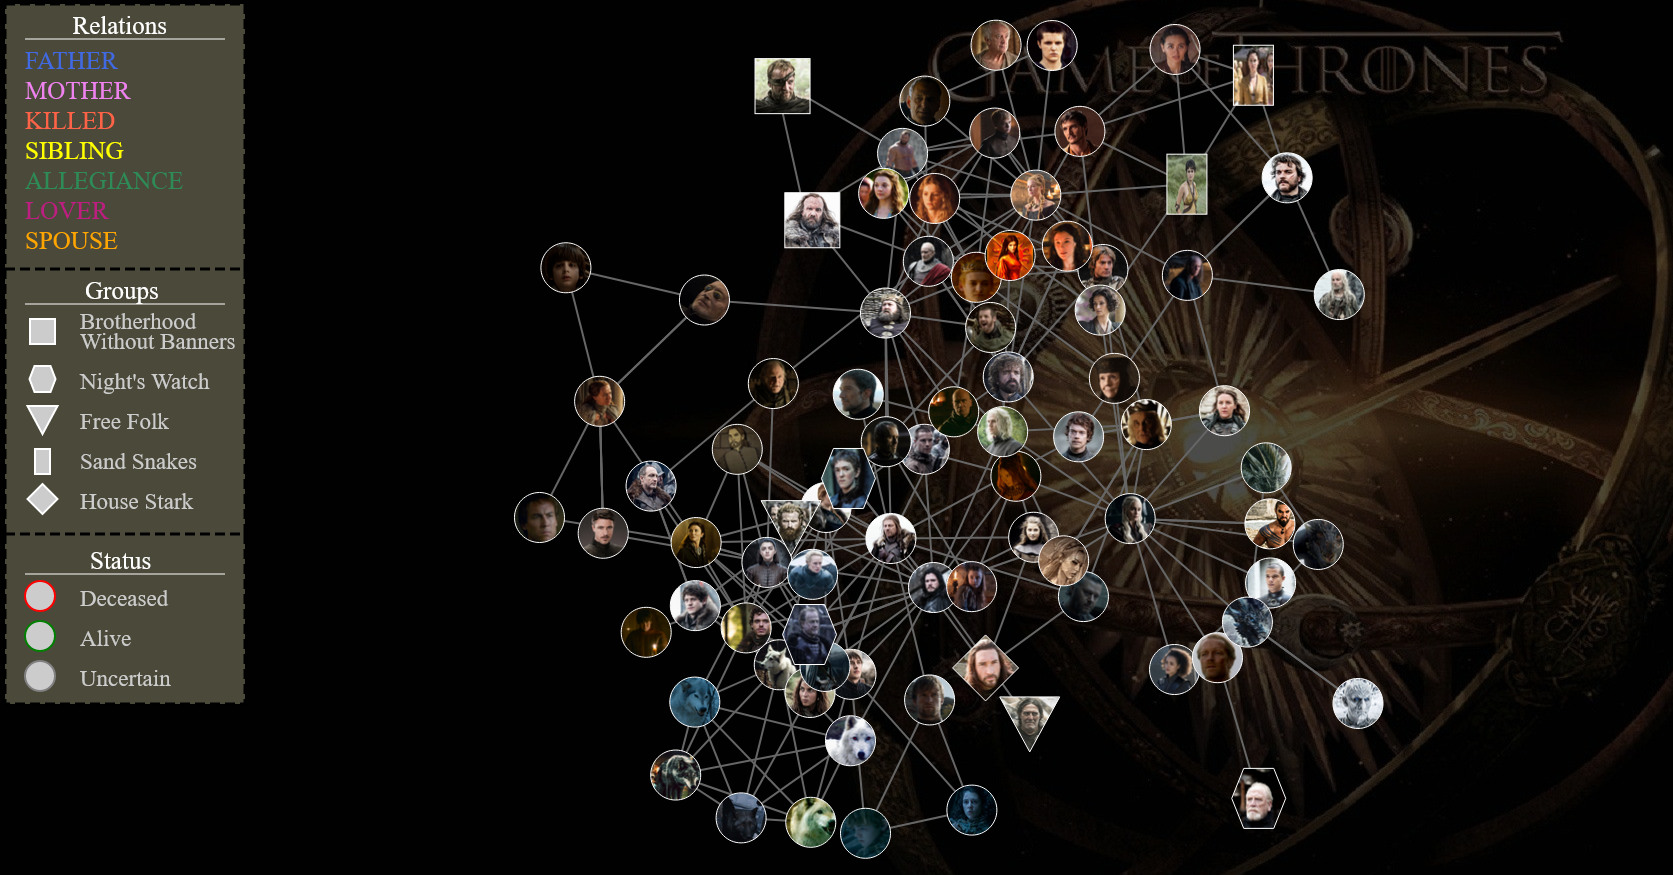 Relations
FATHER
MOTHER
KILLED
SIBLING
ALLEGIANCE
LOVER
SPOUSE
Groups
Brotherhood
Without Banners
Night's Watch
Free Folk
Sand Snakes
House Stark
Status
Deceased
Alive
Uncertain
GAME OF THRONES